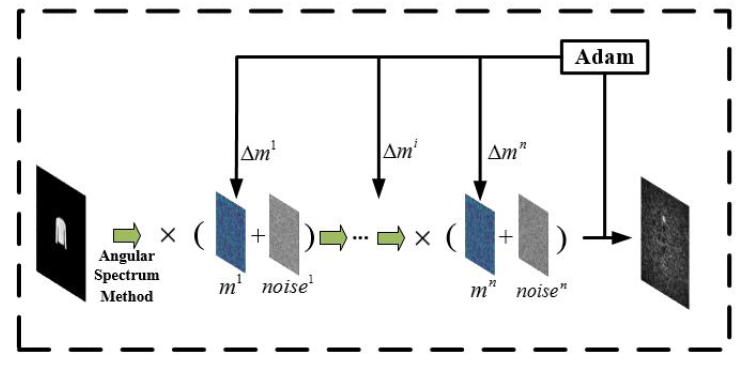 Adam
Δm¹ Δmⁱ Δmⁿ
× ( + ) ... × ( + )
Angular
Spectrum
Method
m¹ noise¹ mⁿ noiseⁿ